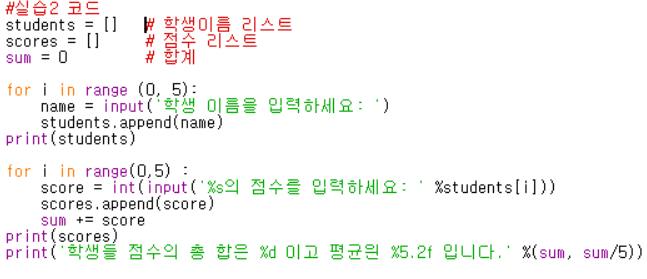 #실습2 코드
students = []   # 학생이름 리스트
scores = []     # 점수 리스트
sum = 0         # 합계

for i in range (0, 5):
    name = input('학생 이름을 입력하세요: ')
    students.append(name)
print(students)

for i in range(0,5) :
    score = int(input('%s의 점수를 입력하세요: ' %students[i]))
    scores.append(score)
    sum += score
print(scores)
print('학생들 점수의 총 합은 %d 이고 평균읜 %5.2f 입니다.' %(sum, sum/5))